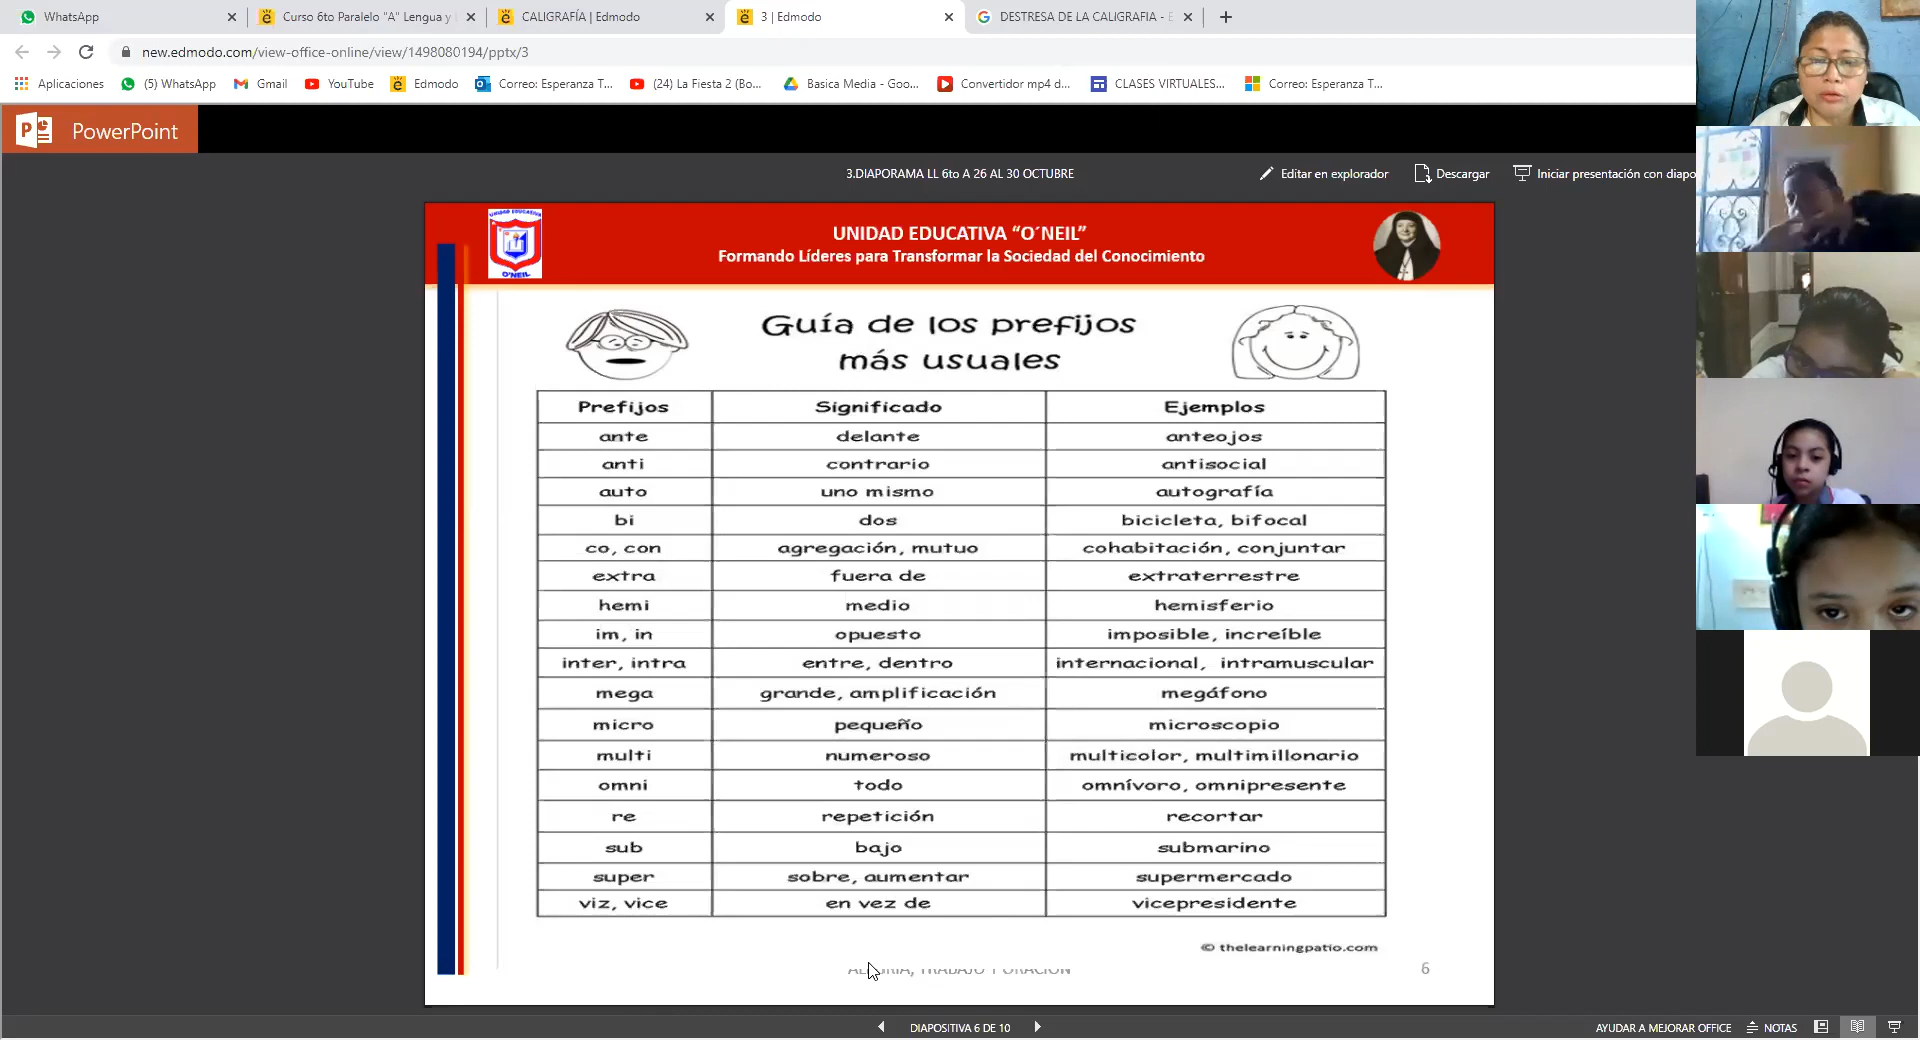 WhatsApp
Curso 6to Paralelo "A" Lengua y
CALIGRAFÍA | Edmodo
3 | Edmodo
DESTRESA DE LA CALIGRAFIA -
new.edmodo.com/view-office-online/view/1498080194/pptx/3
Aplicaciones
(5) WhatsApp
Gmail
YouTube
Edmodo
Correo: Esperanza T...
(24) La Fiesta 2 (Bo...
Basica Media - Goo...
Convertidor mp4 d...
CLASES VIRTUALES...
Correo: Esperanza T...
PowerPoint
3.DIAPORAMA LL 6to A 26 AL 30 OCTUBRE
Editar en explorador
Descargar
Iniciar presentación con diapo
UNIDAD EDUCATIVA
O'NEIL
UNIDAD EDUCATIVA “O´NEIL”
Formando Líderes para Transformar la Sociedad del Conocimiento
Guía de los prefijos
más usuales
Prefijos Significado Ejemplos
ante delante anteojos
anti contrario antisocial
auto uno mismo autografía
bi dos bicicleta, bifocal
co, con agregación, mutuo cohabitación, conjuntar
extra fuera de extraterrestre
hemi medio hemisferio
im, in opuesto imposible, increíble
inter, intra entre, dentro internacional, intramuscular
mega grande, amplificación megáfono
micro pequeño microscopio
multi numeroso multicolor, multimillonario
omni todo omnívoro, omnipresente
re repetición recortar
sub bajo submarino
super sobre, aumentar supermercado
viz, vice en vez de vicepresidente
© thelearningpatio.com
TRABAJO Y ORACIÓN
6
DIAPOSITIVA 6 DE 10
AYUDAR A MEJORAR OFFICE
NOTAS